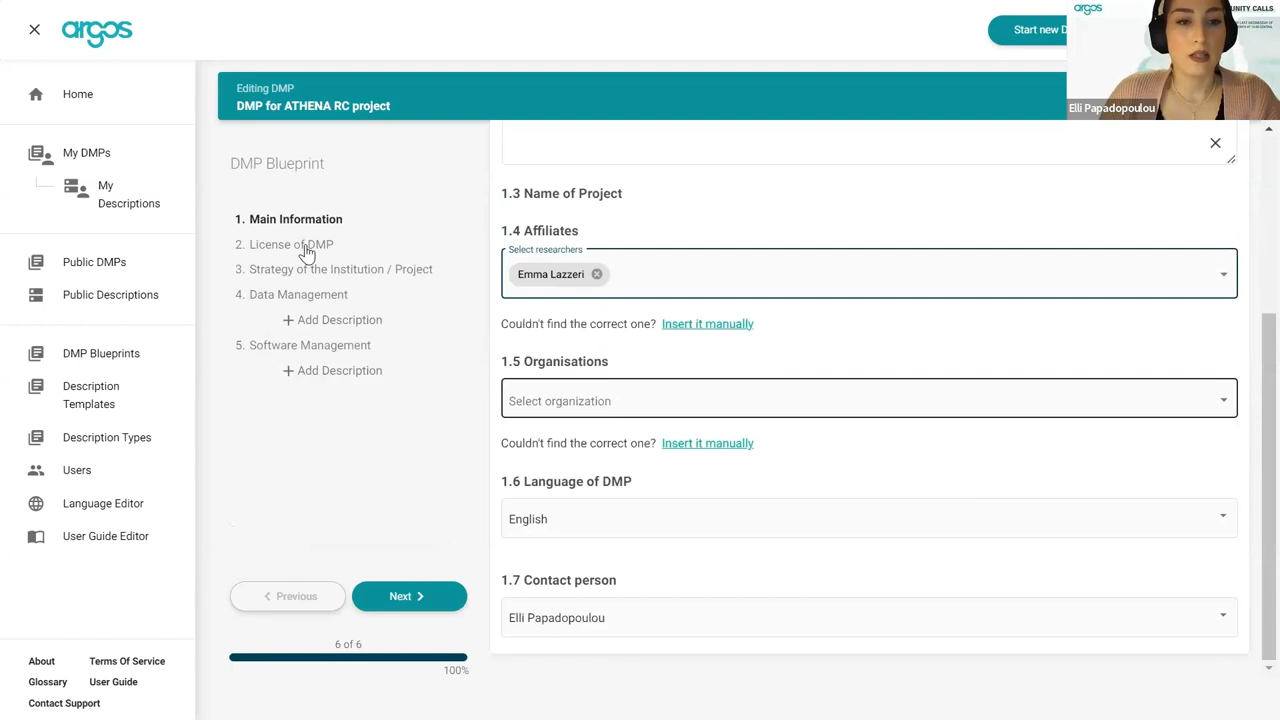 argos
Start new D
argos
UNITY CALLS
Elli Papadopoulou
Home
My DMPs
My
Descriptions
Public DMPs
Public Descriptions
DMP Blueprints
Description
Templates
Description Types
Users
Language Editor
User Guide Editor
About
Terms Of Service
Glossary
User Guide
Contact Support
Editing DMP
DMP for ATHENA RC project
DMP Blueprint
1. Main Information
2. License of DMP
3. Strategy of the Institution / Project
4. Data Management
+ Add Description
5. Software Management
+ Add Description
Previous
Next
6 of 6
100%
1.3 Name of Project
1.4 Affiliates
Select researchers
Emma Lazzeri
Couldn't find the correct one? Insert it manually
1.5 Organisations
Select organization
Couldn't find the correct one? Insert it manually
1.6 Language of DMP
English
1.7 Contact person
Elli Papadopoulou